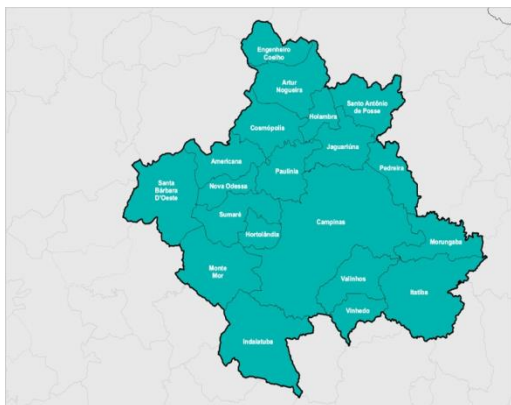 Engenheiro
Coelho
Artur
Nogueira
Holambra
Santo Antônio
de Posse
Cosmópolis
Jaguariúna
Americana
Paulínia
Pedreira
Santa
Bárbara
D'Oeste
Nova Odessa
Sumaré
Campinas
Hortolândia
Morungaba
Monte
Mor
Valinhos
Itatiba
Vinhedo
Indaiatuba